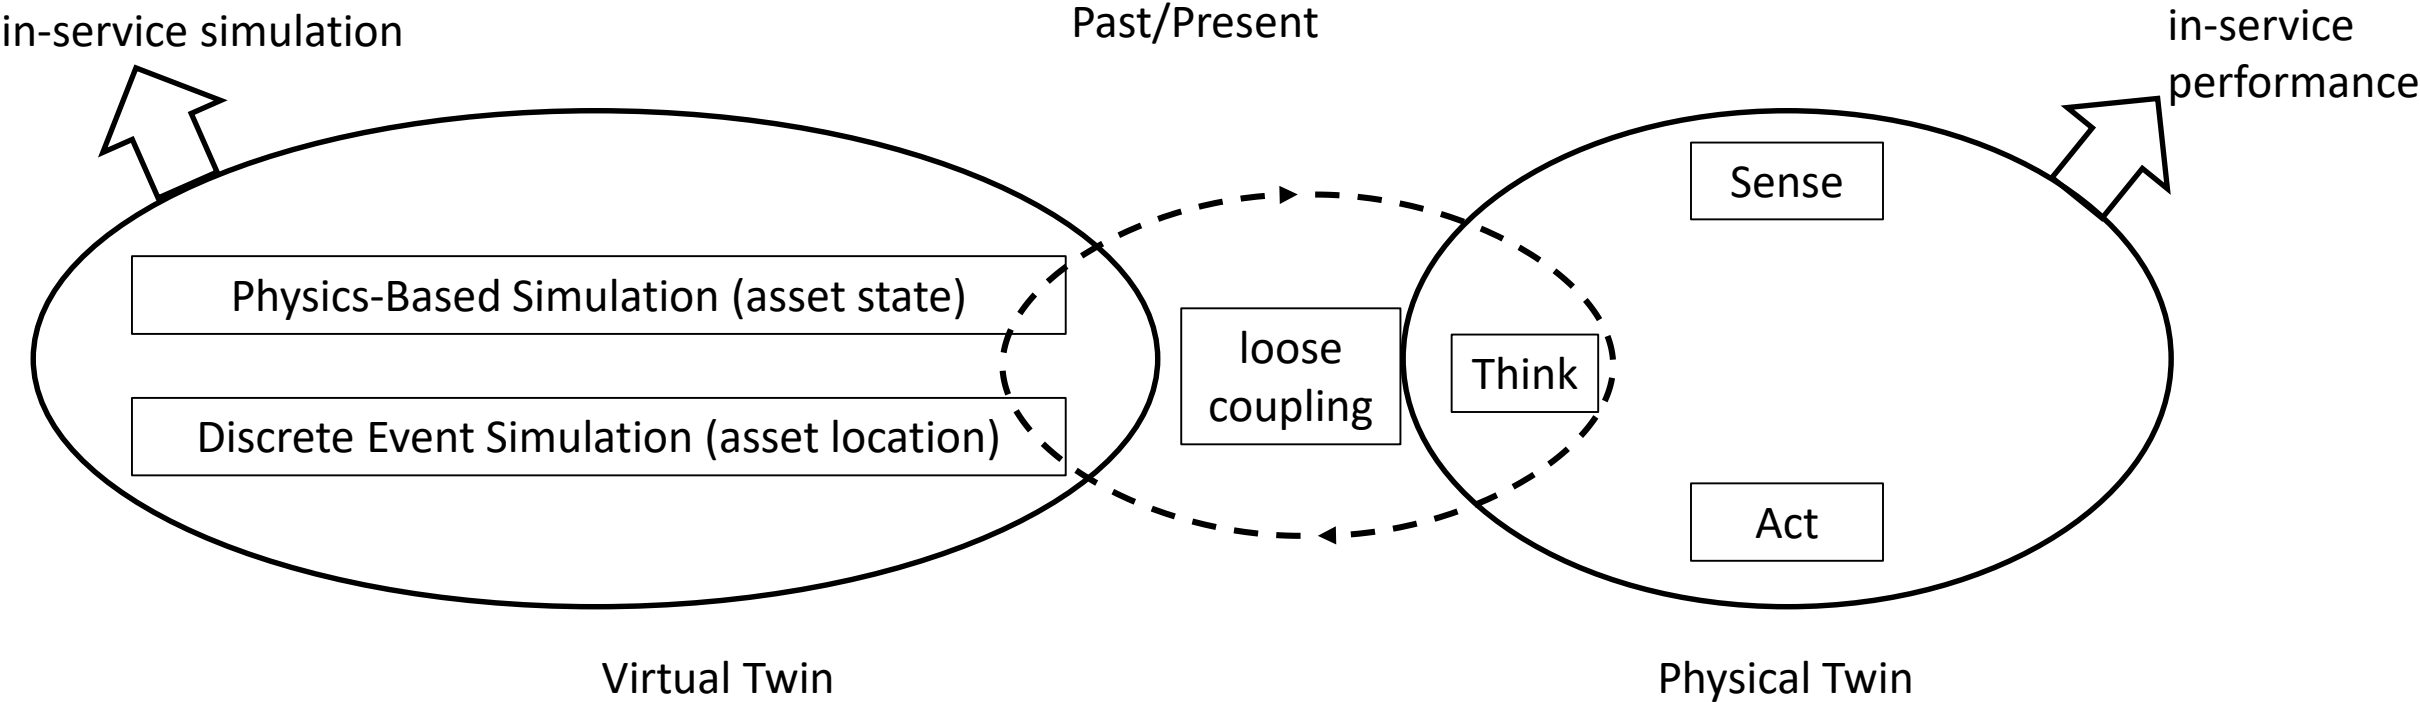 in-service simulation
Past/Present
in-service
performance
Sense
Physics-Based Simulation (asset state)
loose
coupling
Think
Discrete Event Simulation (asset location)
Act
Virtual Twin
Physical Twin